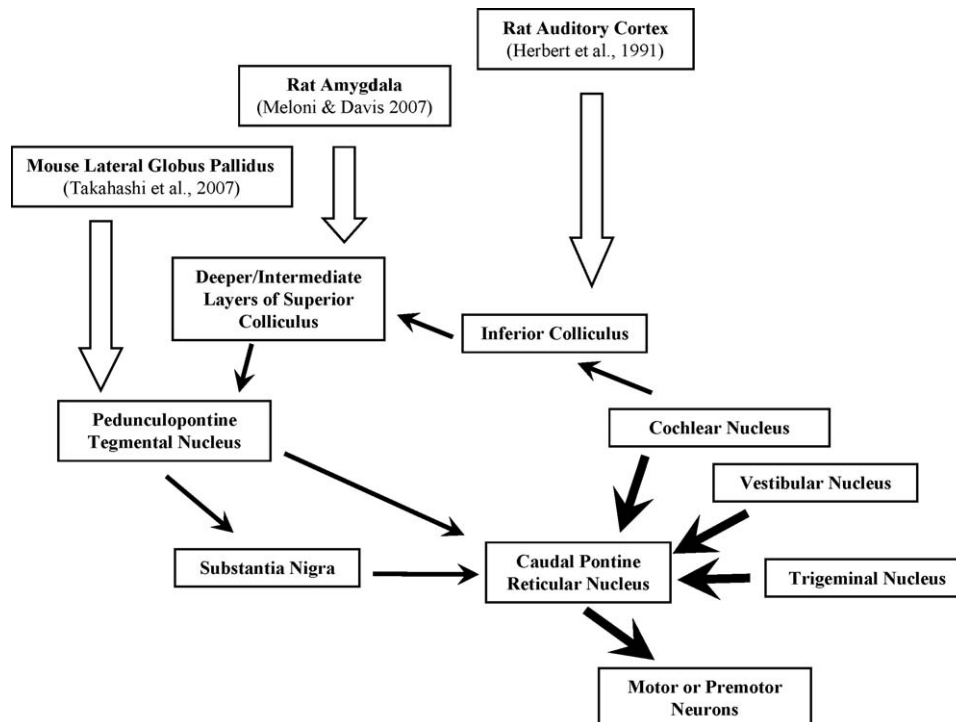 Rat Auditory Cortex
(Herbert et al., 1991)
Rat Amygdala
(Meloni & Davis 2007)
Mouse Lateral Globus Pallidus
(Takahashi et al., 2007)
Deeper/Intermediate
Layers of Superior
Colliculus
Inferior Colliculus
Pedunculopontine
Tegmental Nucleus
Cochlear Nucleus
Vestibular Nucleus
Substantia Nigra
Caudal Pontine
Reticular Nucleus
Trigeminal Nucleus
Motor or Premotor
Neurons